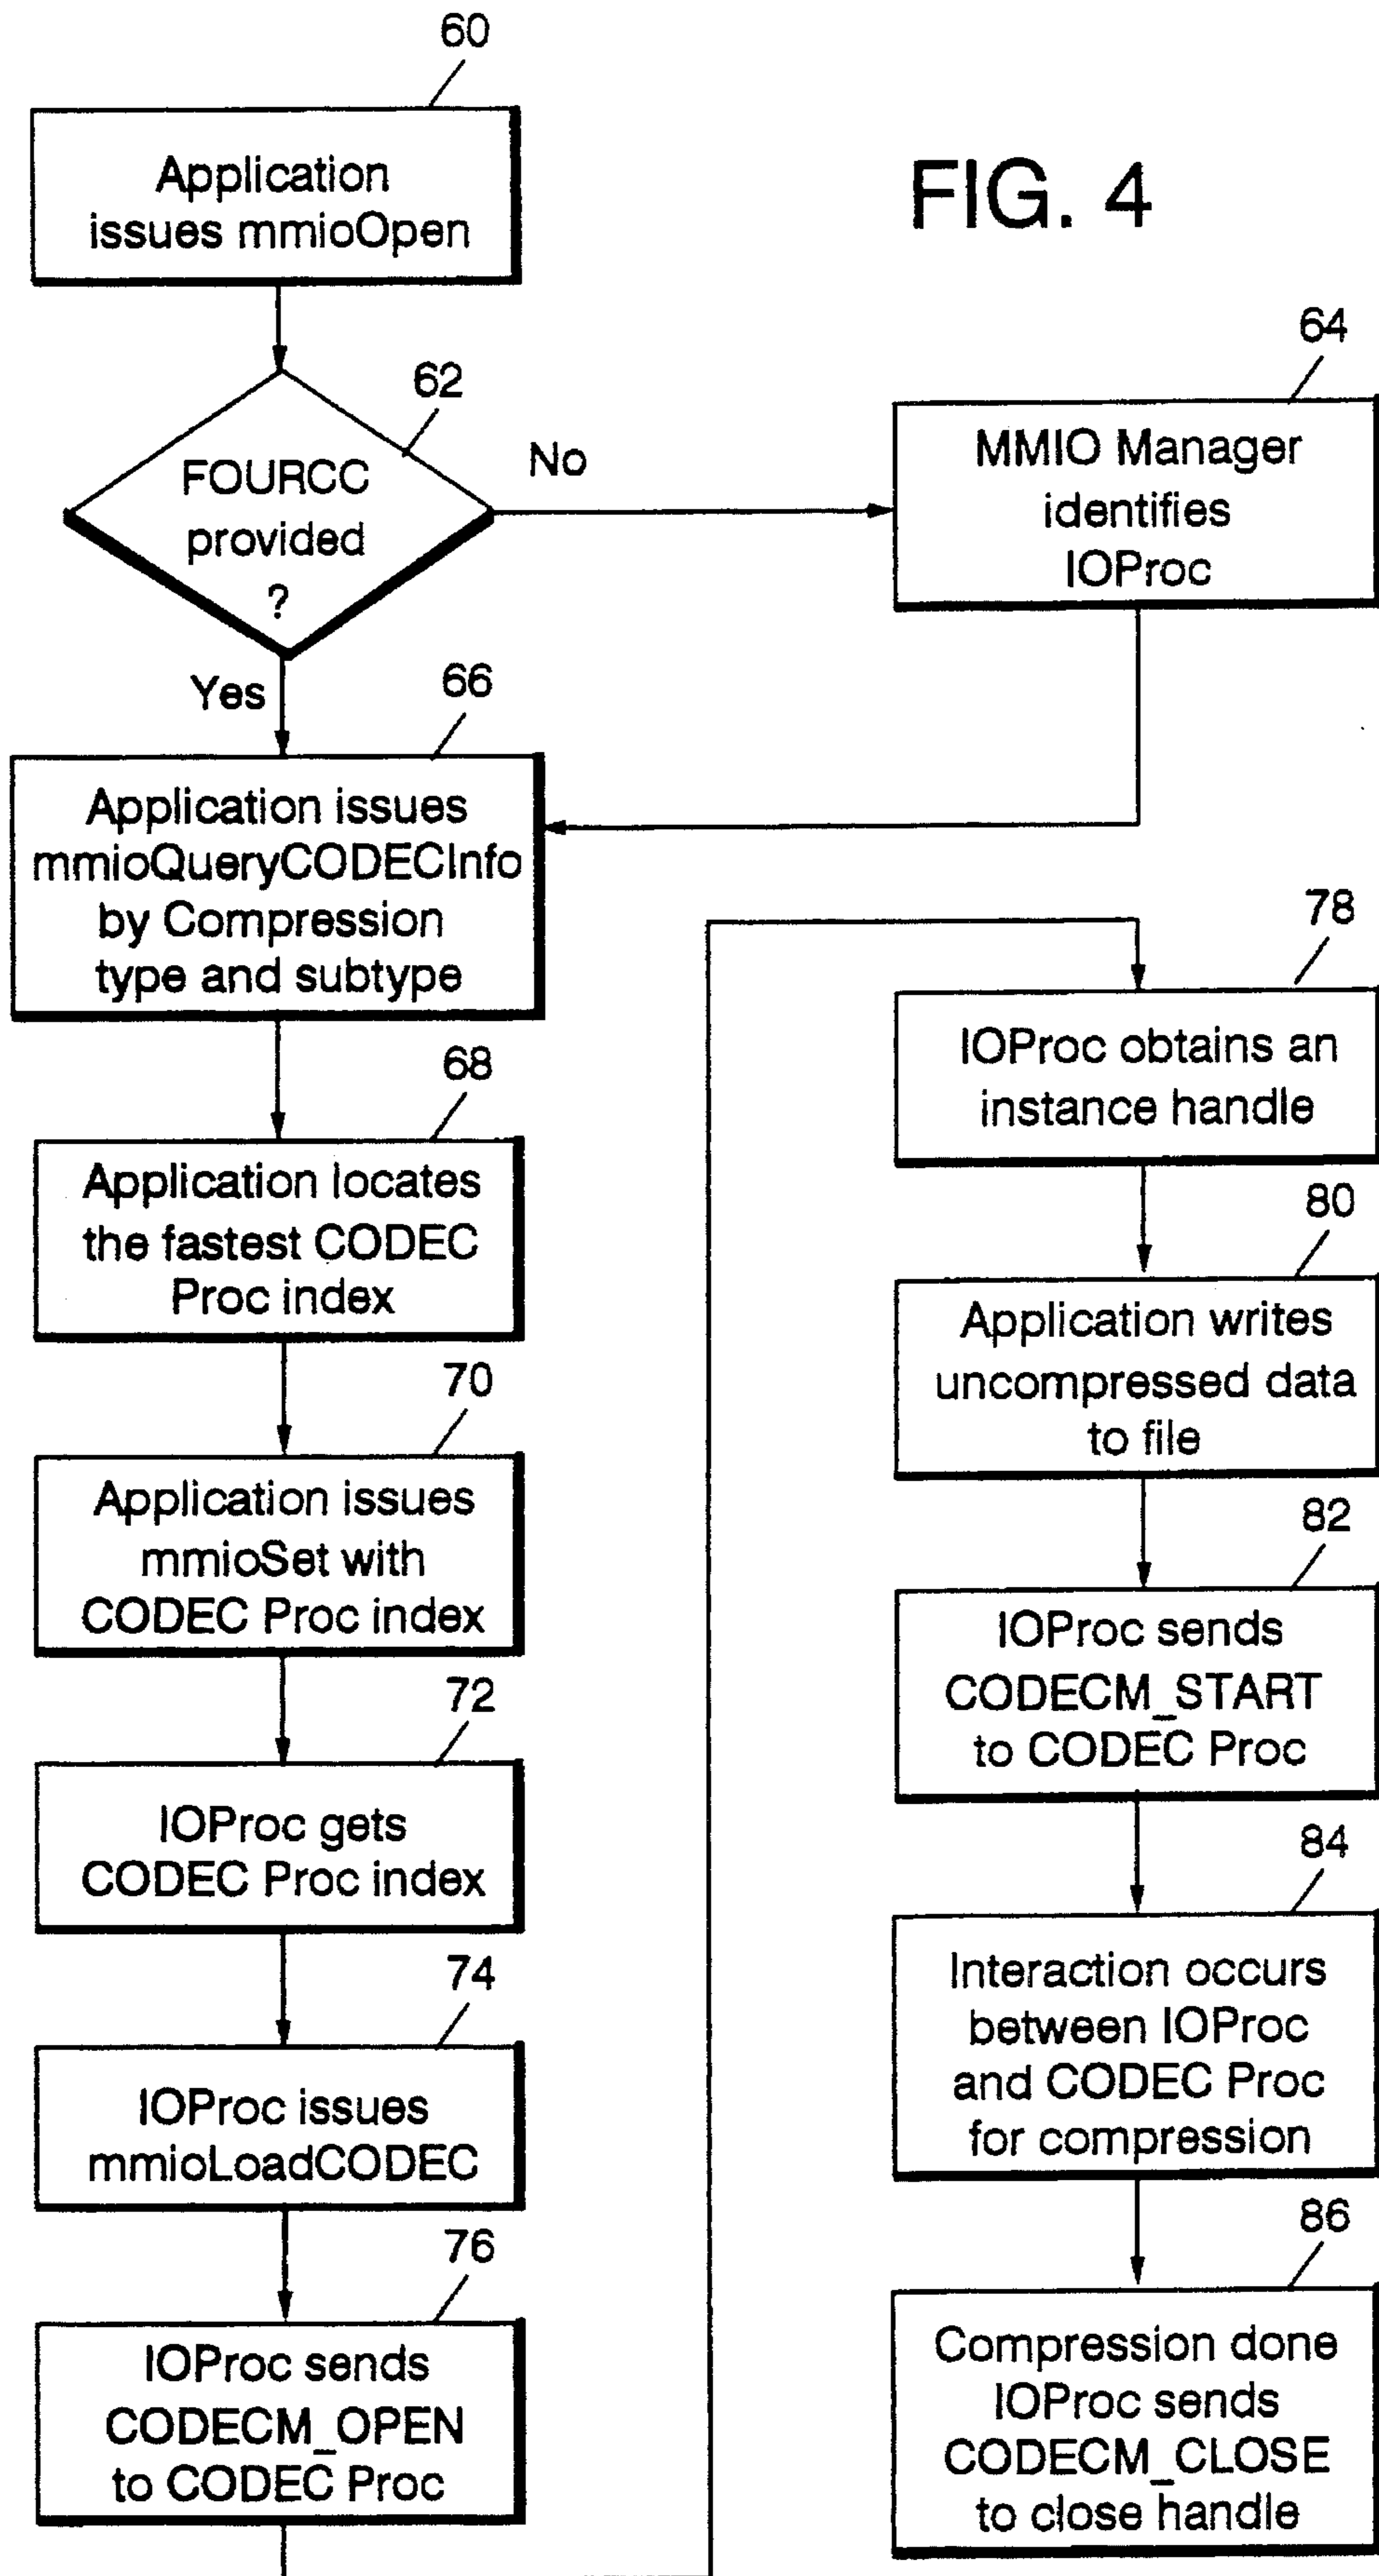 60
Application
issues mmioOpen
FIG. 4
62
FOURCC
provided
?
No
Yes
64
MMIO Manager
identifies
IOProc
66
Application issues
mmioQueryCODECInfo
by Compression
type and subtype
68
Application locates
the fastest CODEC
Proc index
70
Application issues
mmioSet with
CODEC Proc index
72
IOProc gets
CODEC Proc index
74
IOProc issues
mmioLoadCODEC
76
IOProc sends
CODECM_OPEN
to CODEC Proc
78
IOProc obtains an
instance handle
80
Application writes
uncompressed data
to file
82
IOProc sends
CODECM_START
to CODEC Proc
84
Interaction occurs
between IOProc
and CODEC Proc
for compression
86
Compression done
IOProc sends
CODECM_CLOSE
to close handle